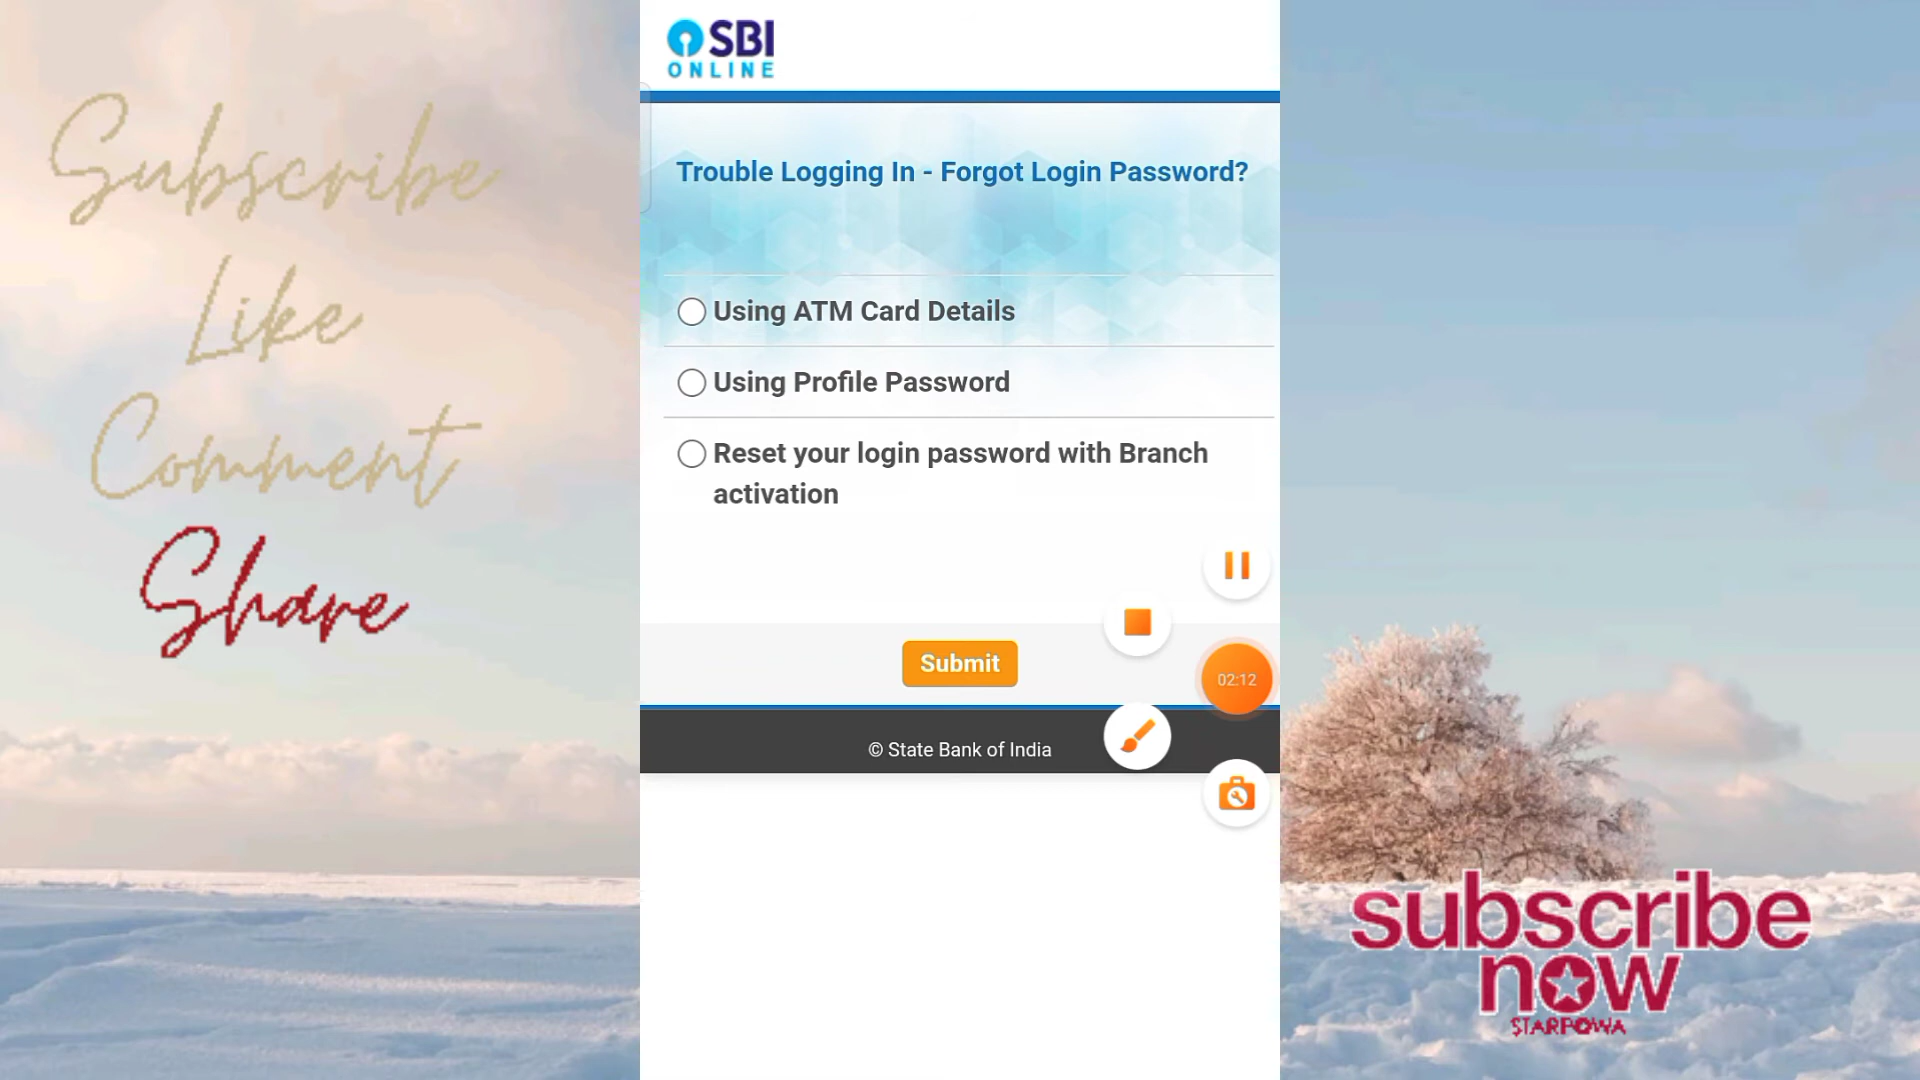 Subscribe
Like
Comment
Share
SBI
ONLINE
Trouble Logging In - Forgot Login Password?
Using ATM Card Details
Using Profile Password
Reset your login password with Branch
activation
Submit
02:12
© State Bank of India
subscribe
now
STARPOWA